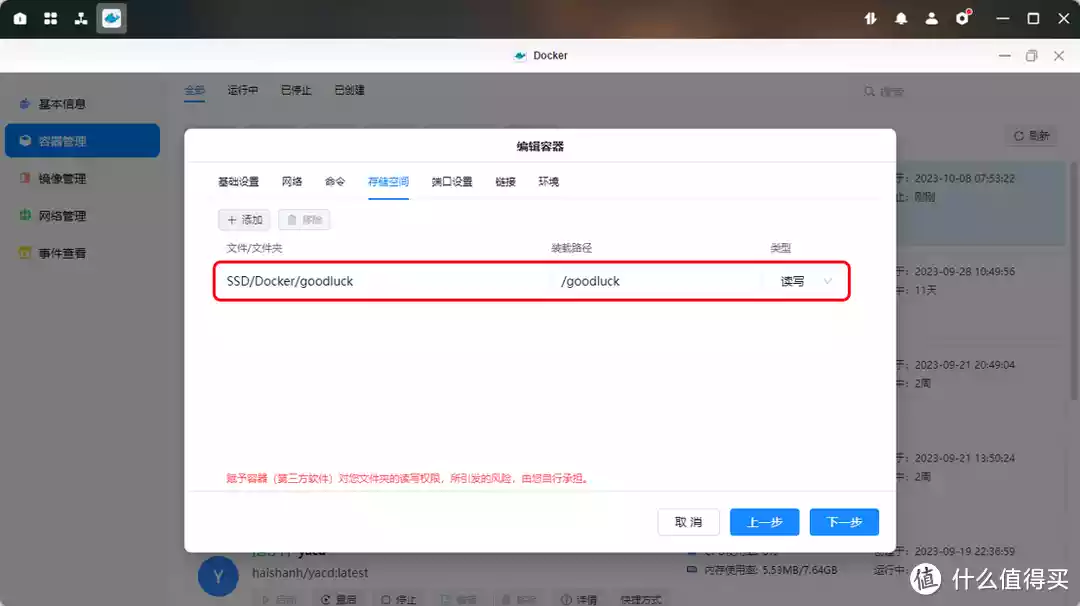 Docker
基本信息
容器管理
镜像管理
网络管理
事件查看
全部 运行中 已停止 已创建
搜索
刷新
编辑容器
基础设置 网络 命令 存储空间 端口设置 链接 环境
添加 移除
文件/文件夹 装载路径 类型
SSD/Docker/goodluck /goodluck 读写
赋予容器(第三方软件)对您文件夹的读写权限,所引发的风险,由您自行承担。
取消 上一步 下一步
2023-10-08 07:53:22
刚刚
2023-09-28 10:49:56
11天
2023-09-21 20:49:04
2周
2023-09-21 13:50:24
2周
2023-09-19 22:36:59
运行中:
Y
yacd
haishanh/yacd:latest
内存使用率: 5.59MB/7.64GB
启动 重启 停止 编辑 删除 详情 快捷方式
值 什么值得买